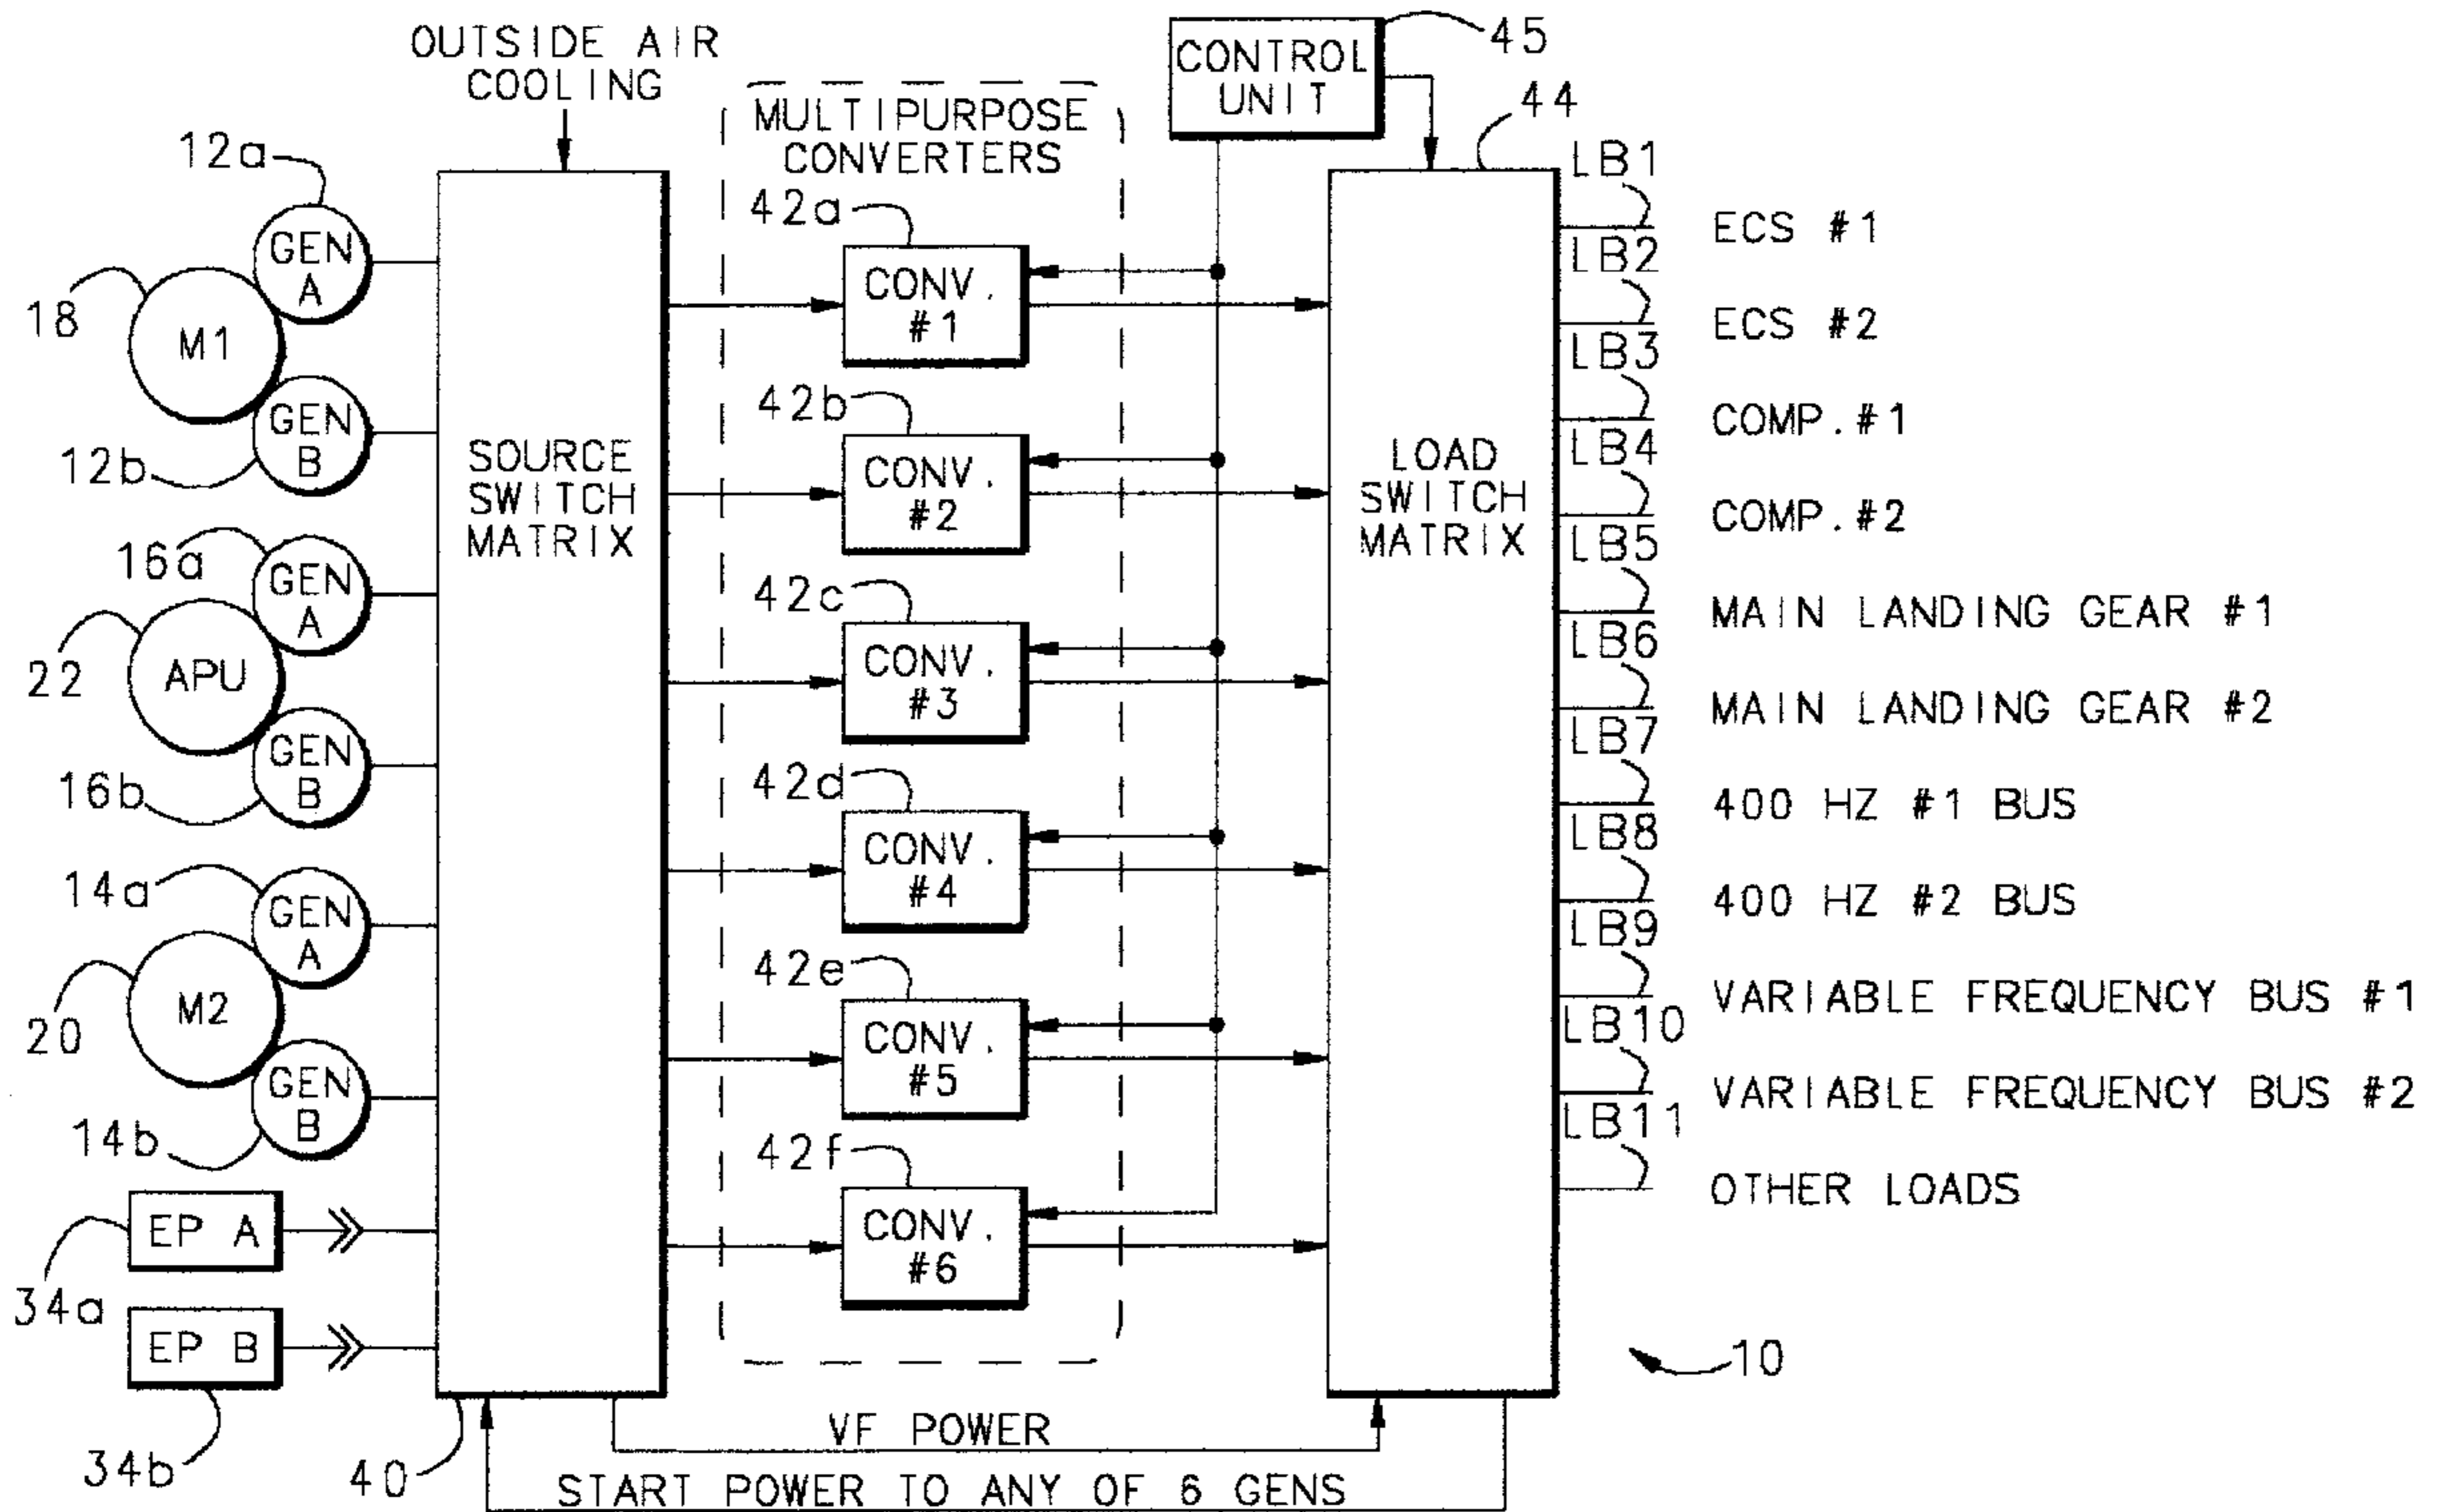 OUTSIDE AIR
COOLING
CONTROL
UNIT
45
44
MULTIPURPOSE
CONVERTERS
12a
GEN
A
18
M1
GEN
B
12b
16a
GEN
A
22
APU
GEN
B
16b
14a
GEN
A
20
M2
GEN
B
14b
EP A
34a
EP B
34b
SOURCE
SWITCH
MATRIX
40
42a
CONV.
#1
42b
CONV.
#2
42c
CONV.
#3
42d
CONV.
#4
42e
CONV.
#5
42f
CONV.
#6
LOAD
SWITCH
MATRIX
LB1
ECS #1
LB2
ECS #2
LB3
COMP.#1
LB4
COMP.#2
LB5
MAIN LANDING GEAR #1
LB6
MAIN LANDING GEAR #2
LB7
400 HZ #1 BUS
LB8
400 HZ #2 BUS
LB9
VARIABLE FREQUENCY BUS #1
LB10
VARIABLE FREQUENCY BUS #2
LB11
OTHER LOADS
10
VF POWER
START POWER TO ANY OF 6 GENS